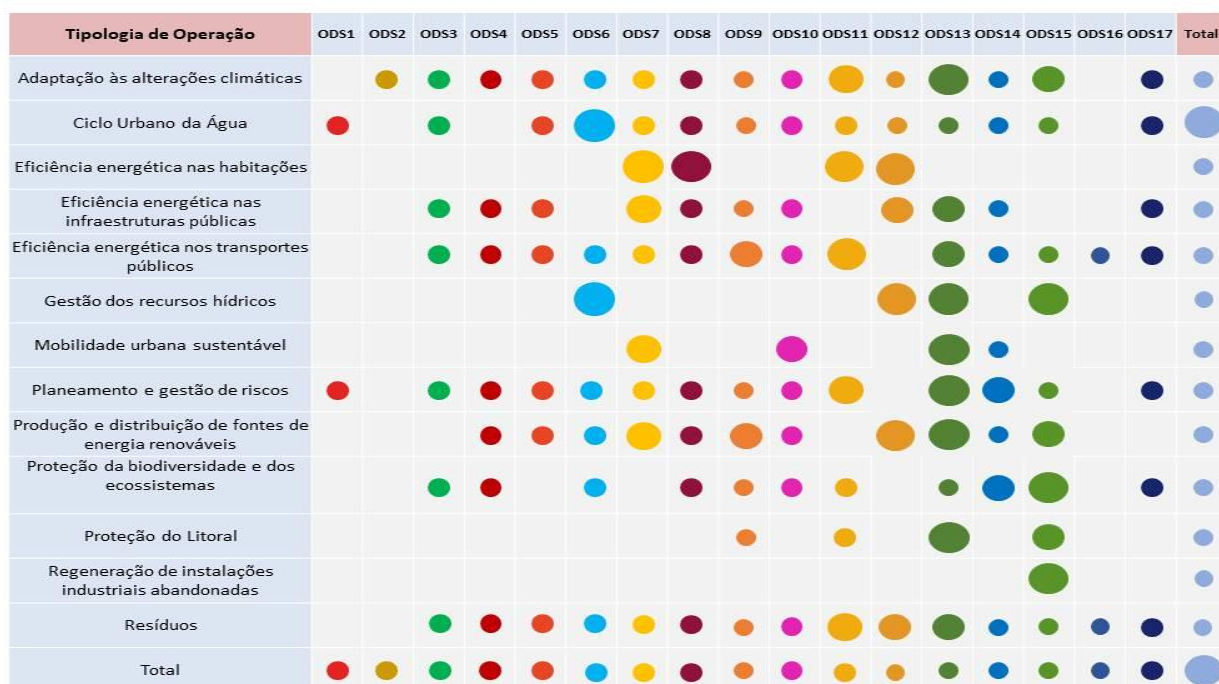 Tipologia de Operação ODS1 ODS2 ODS3 ODS4 ODS5 ODS6 ODS7 ODS8 ODS9 ODS10 ODS11 ODS12 ODS13 ODS14 ODS15 ODS16 ODS17 Total
Adaptação às alterações climáticas
Ciclo Urbano da Água
Eficiência energética nas habitações
Eficiência energética nas
infraestruturas públicas
Eficiência energética nos transportes
públicos
Gestão dos recursos hídricos
Mobilidade urbana sustentável
Planeamento e gestão de riscos
Produção e distribuição de fontes de
energia renováveis
Proteção da biodiversidade e dos
ecossistemas
Proteção do Litoral
Regeneração de instalações
industriais abandonadas
Resíduos
Total